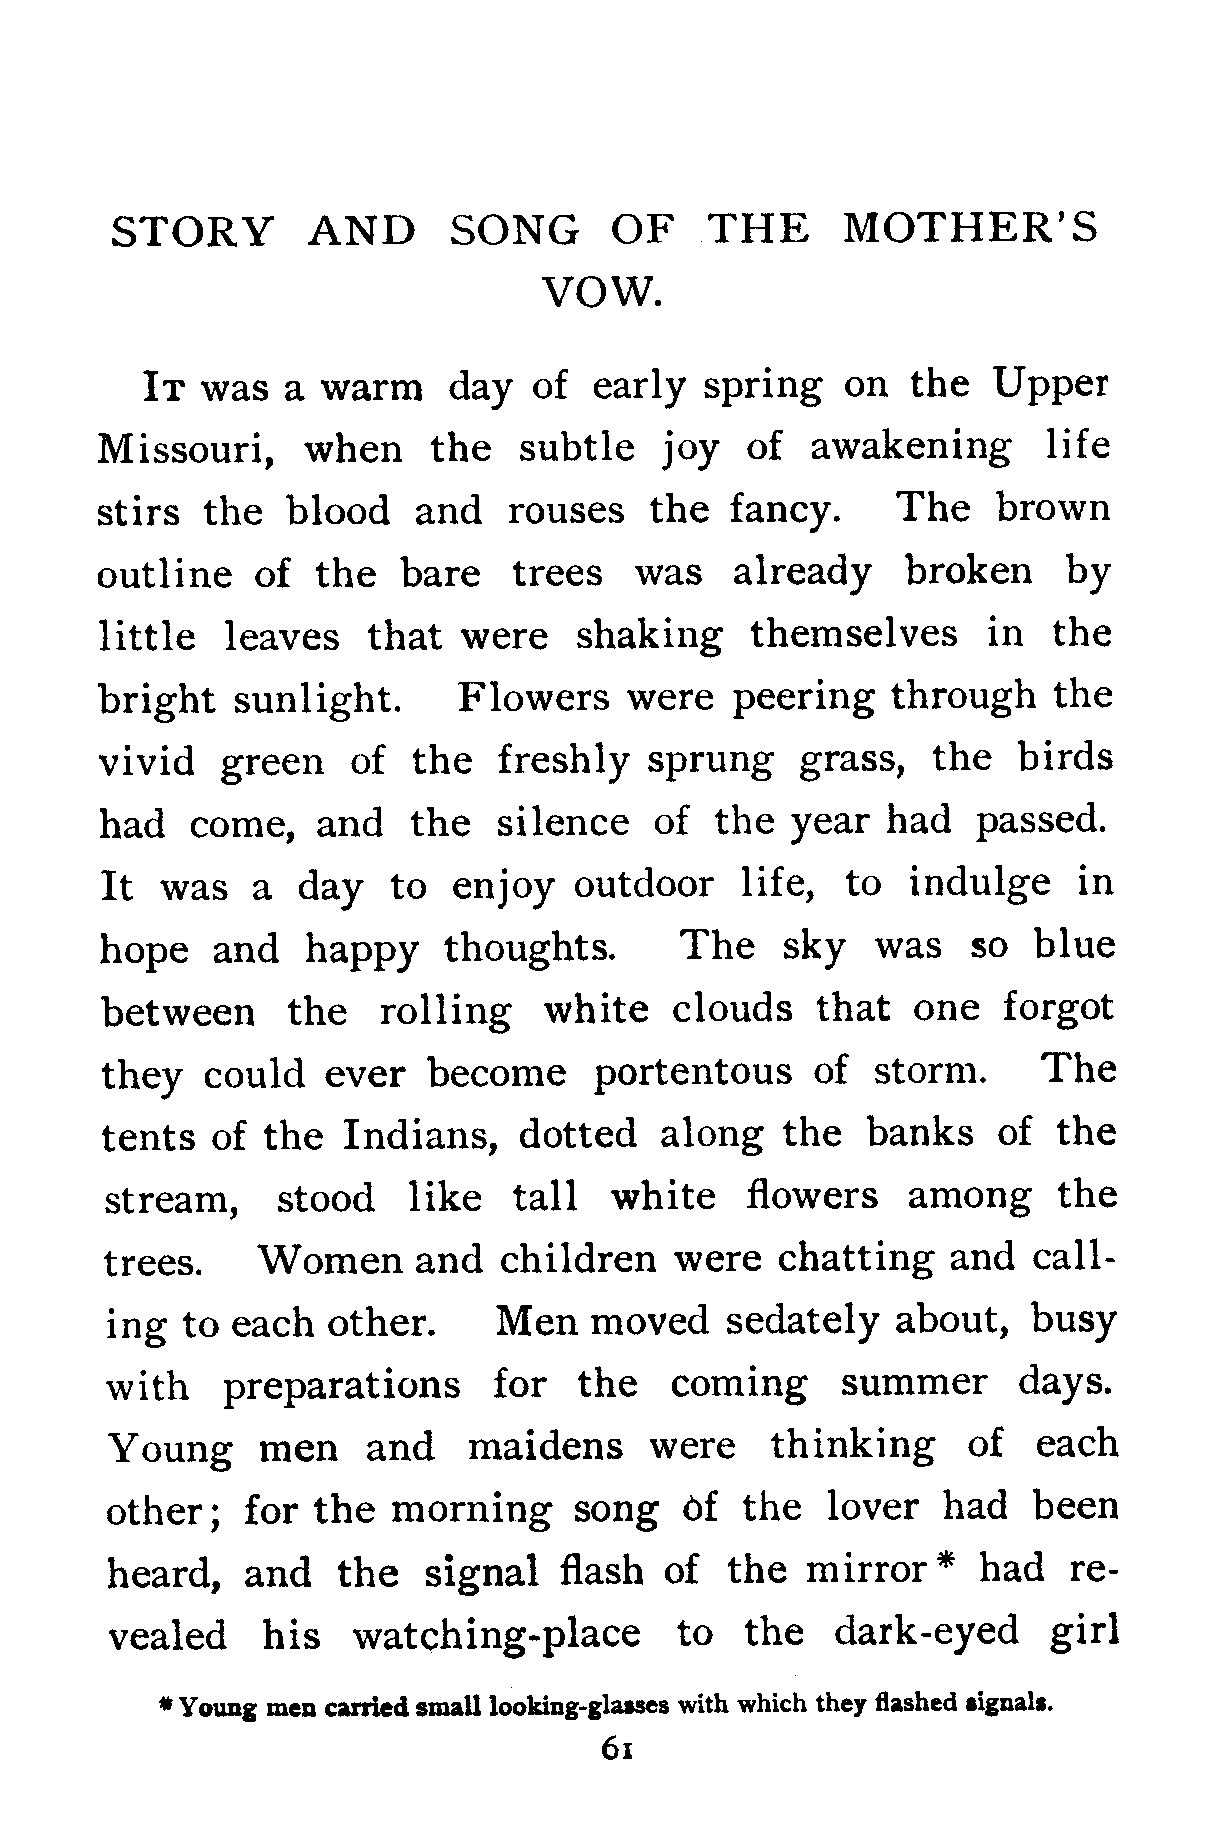 STORY AND SONG OF THE MOTHER'S
VOW.
IT was a warm day of early spring on the Upper
Missouri, when the subtle joy of awakening life
stirs the blood and rouses the fancy. The brown
outline of the bare trees was already broken by
little leaves that were shaking themselves in the
bright sunlight. Flowers were peering through the
vivid green of the freshly sprung grass, the birds
had come, and the silence of the year had passed.
It was a day to enjoy outdoor life, to indulge in
hope and happy thoughts. The sky was so blue
between the rolling white clouds that one forgot
they could ever become portentous of storm. The
tents of the Indians, dotted along the banks of the
stream, stood like tall white flowers among the
trees. Women and children were chatting and call-
ing to each other. Men moved sedately about, busy
with preparations for the coming summer days.
Young men and maidens were thinking of each
other; for the morning song of the lover had been
heard, and the signal flash of the mirror * had re-
vealed his watching-place to the dark-eyed girl
* Young men carried small looking-glasses with which they flashed signals.
61